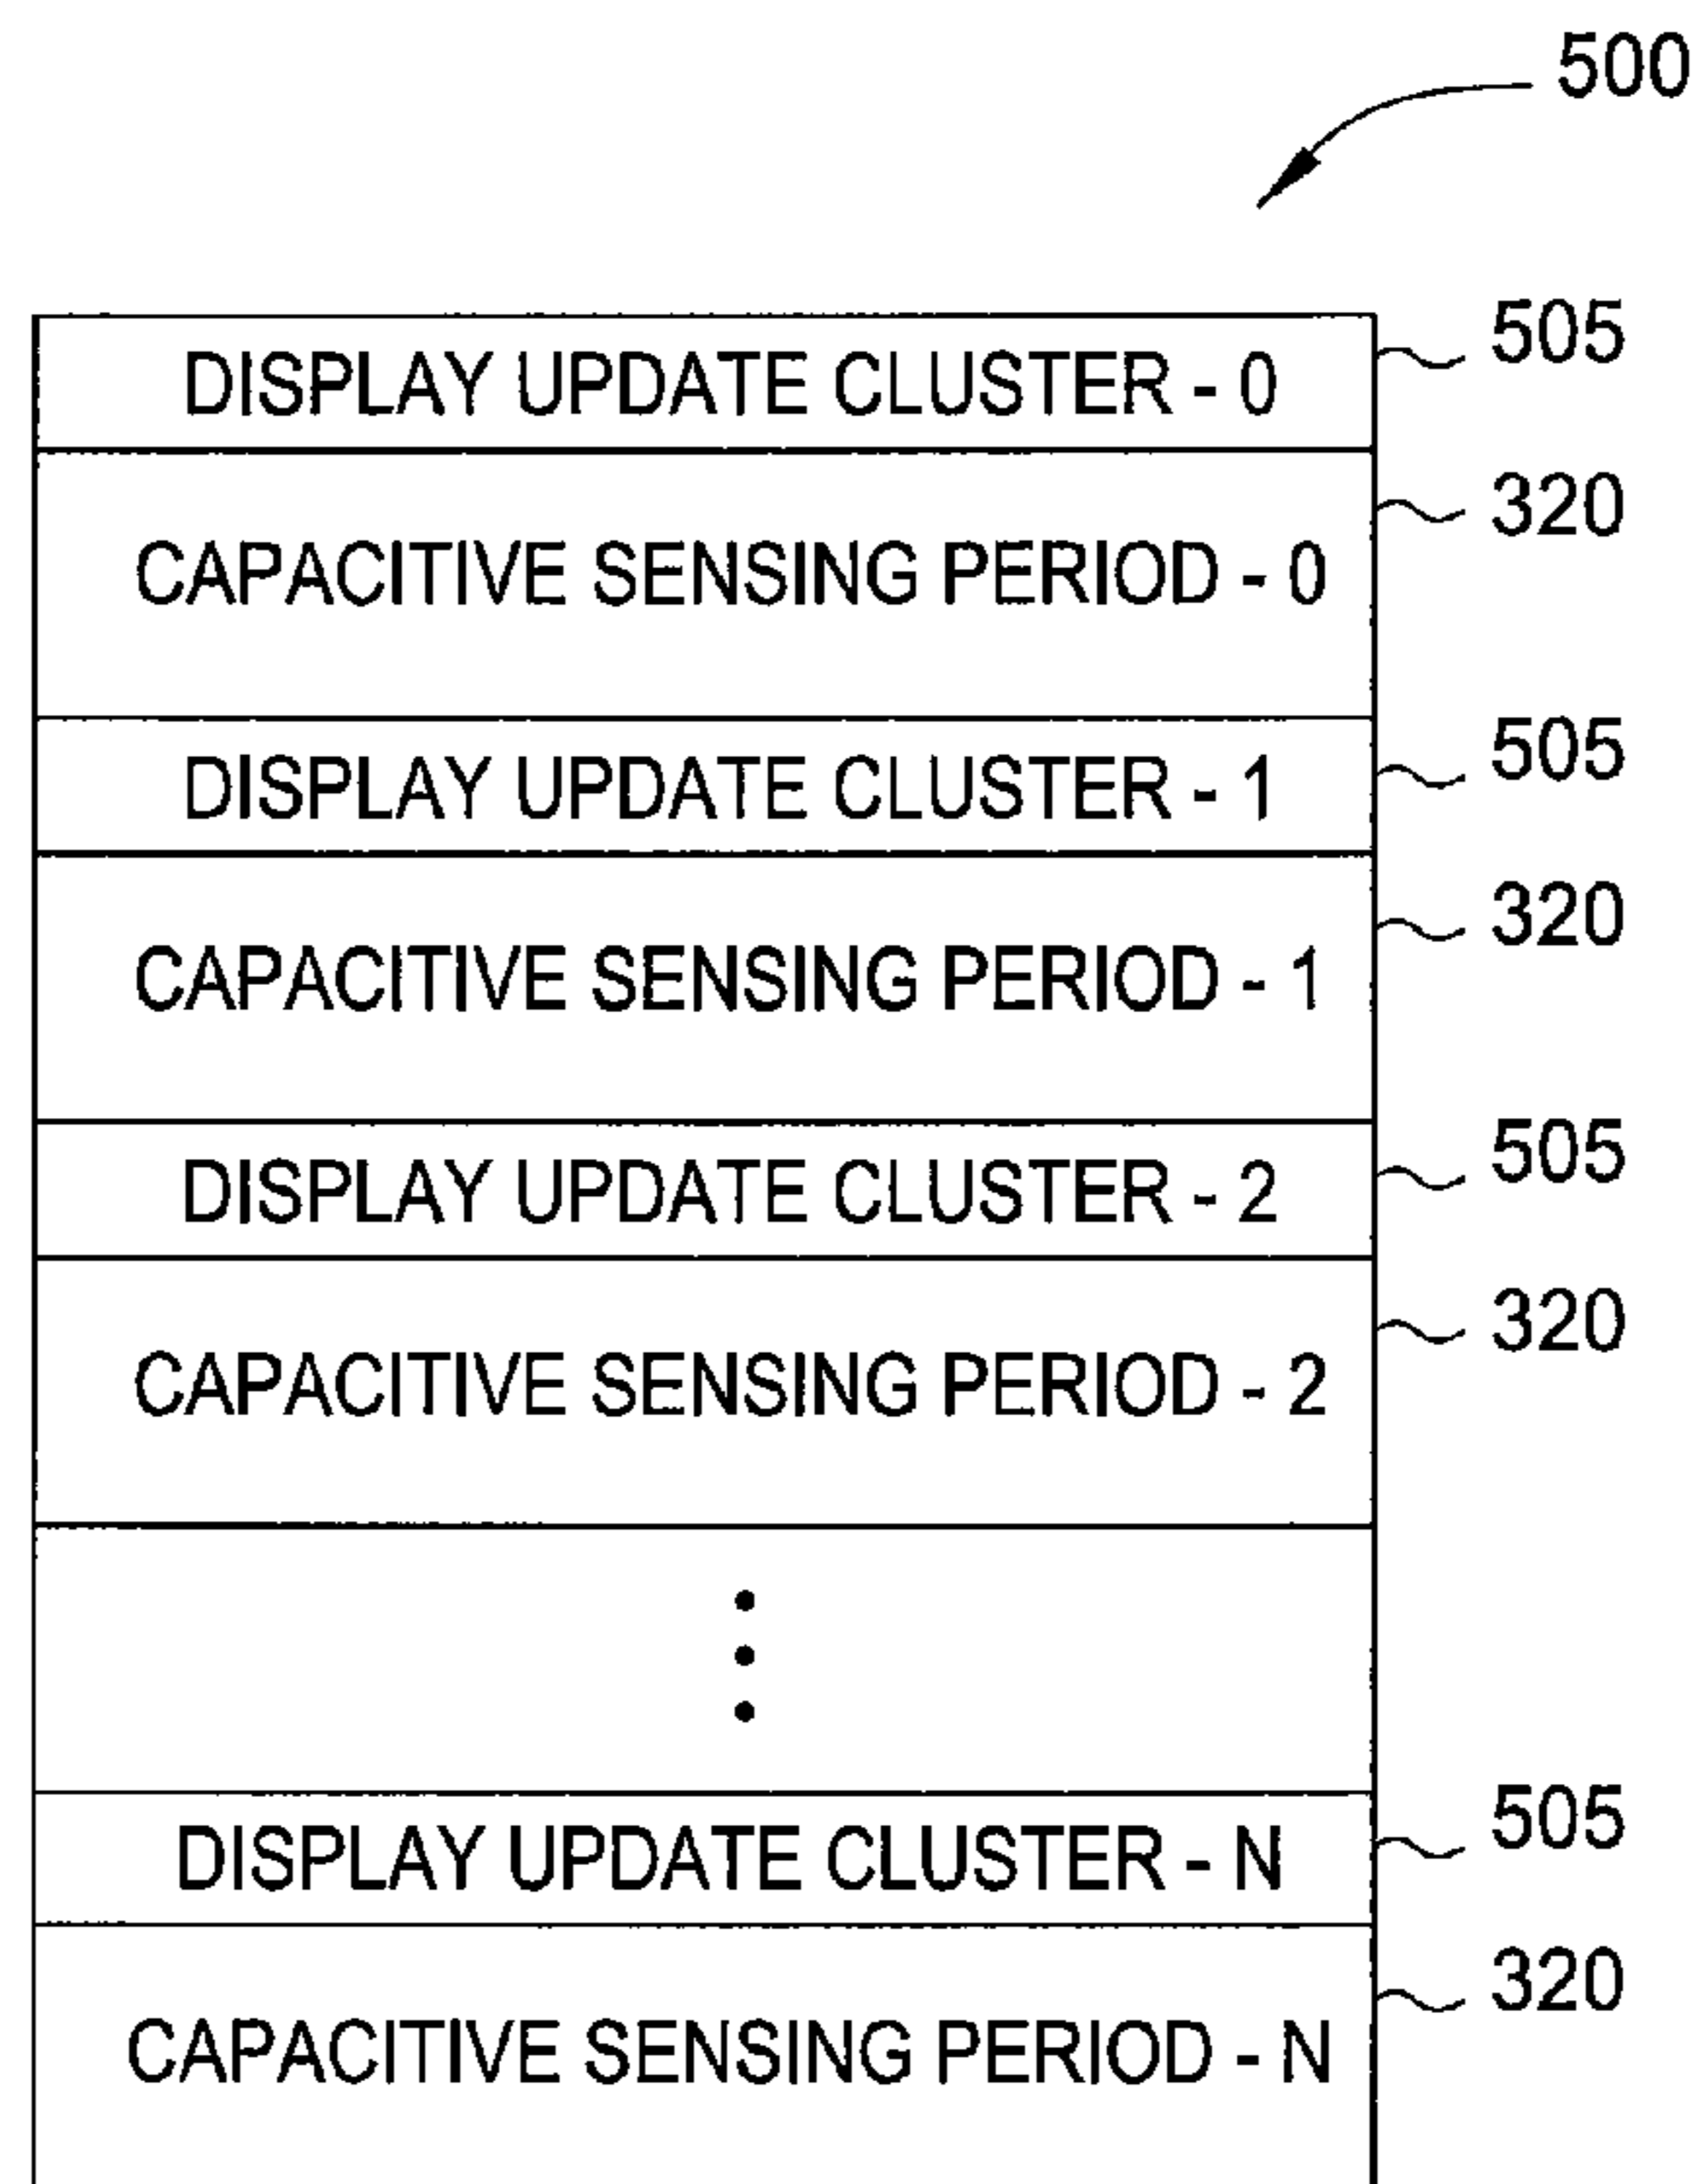 500
DISPLAY UPDATE CLUSTER - 0
505
CAPACITIVE SENSING PERIOD - 0
320
DISPLAY UPDATE CLUSTER - 1
505
CAPACITIVE SENSING PERIOD - 1
320
DISPLAY UPDATE CLUSTER - 2
505
CAPACITIVE SENSING PERIOD - 2
320
DISPLAY UPDATE CLUSTER - N
505
CAPACITIVE SENSING PERIOD - N
320